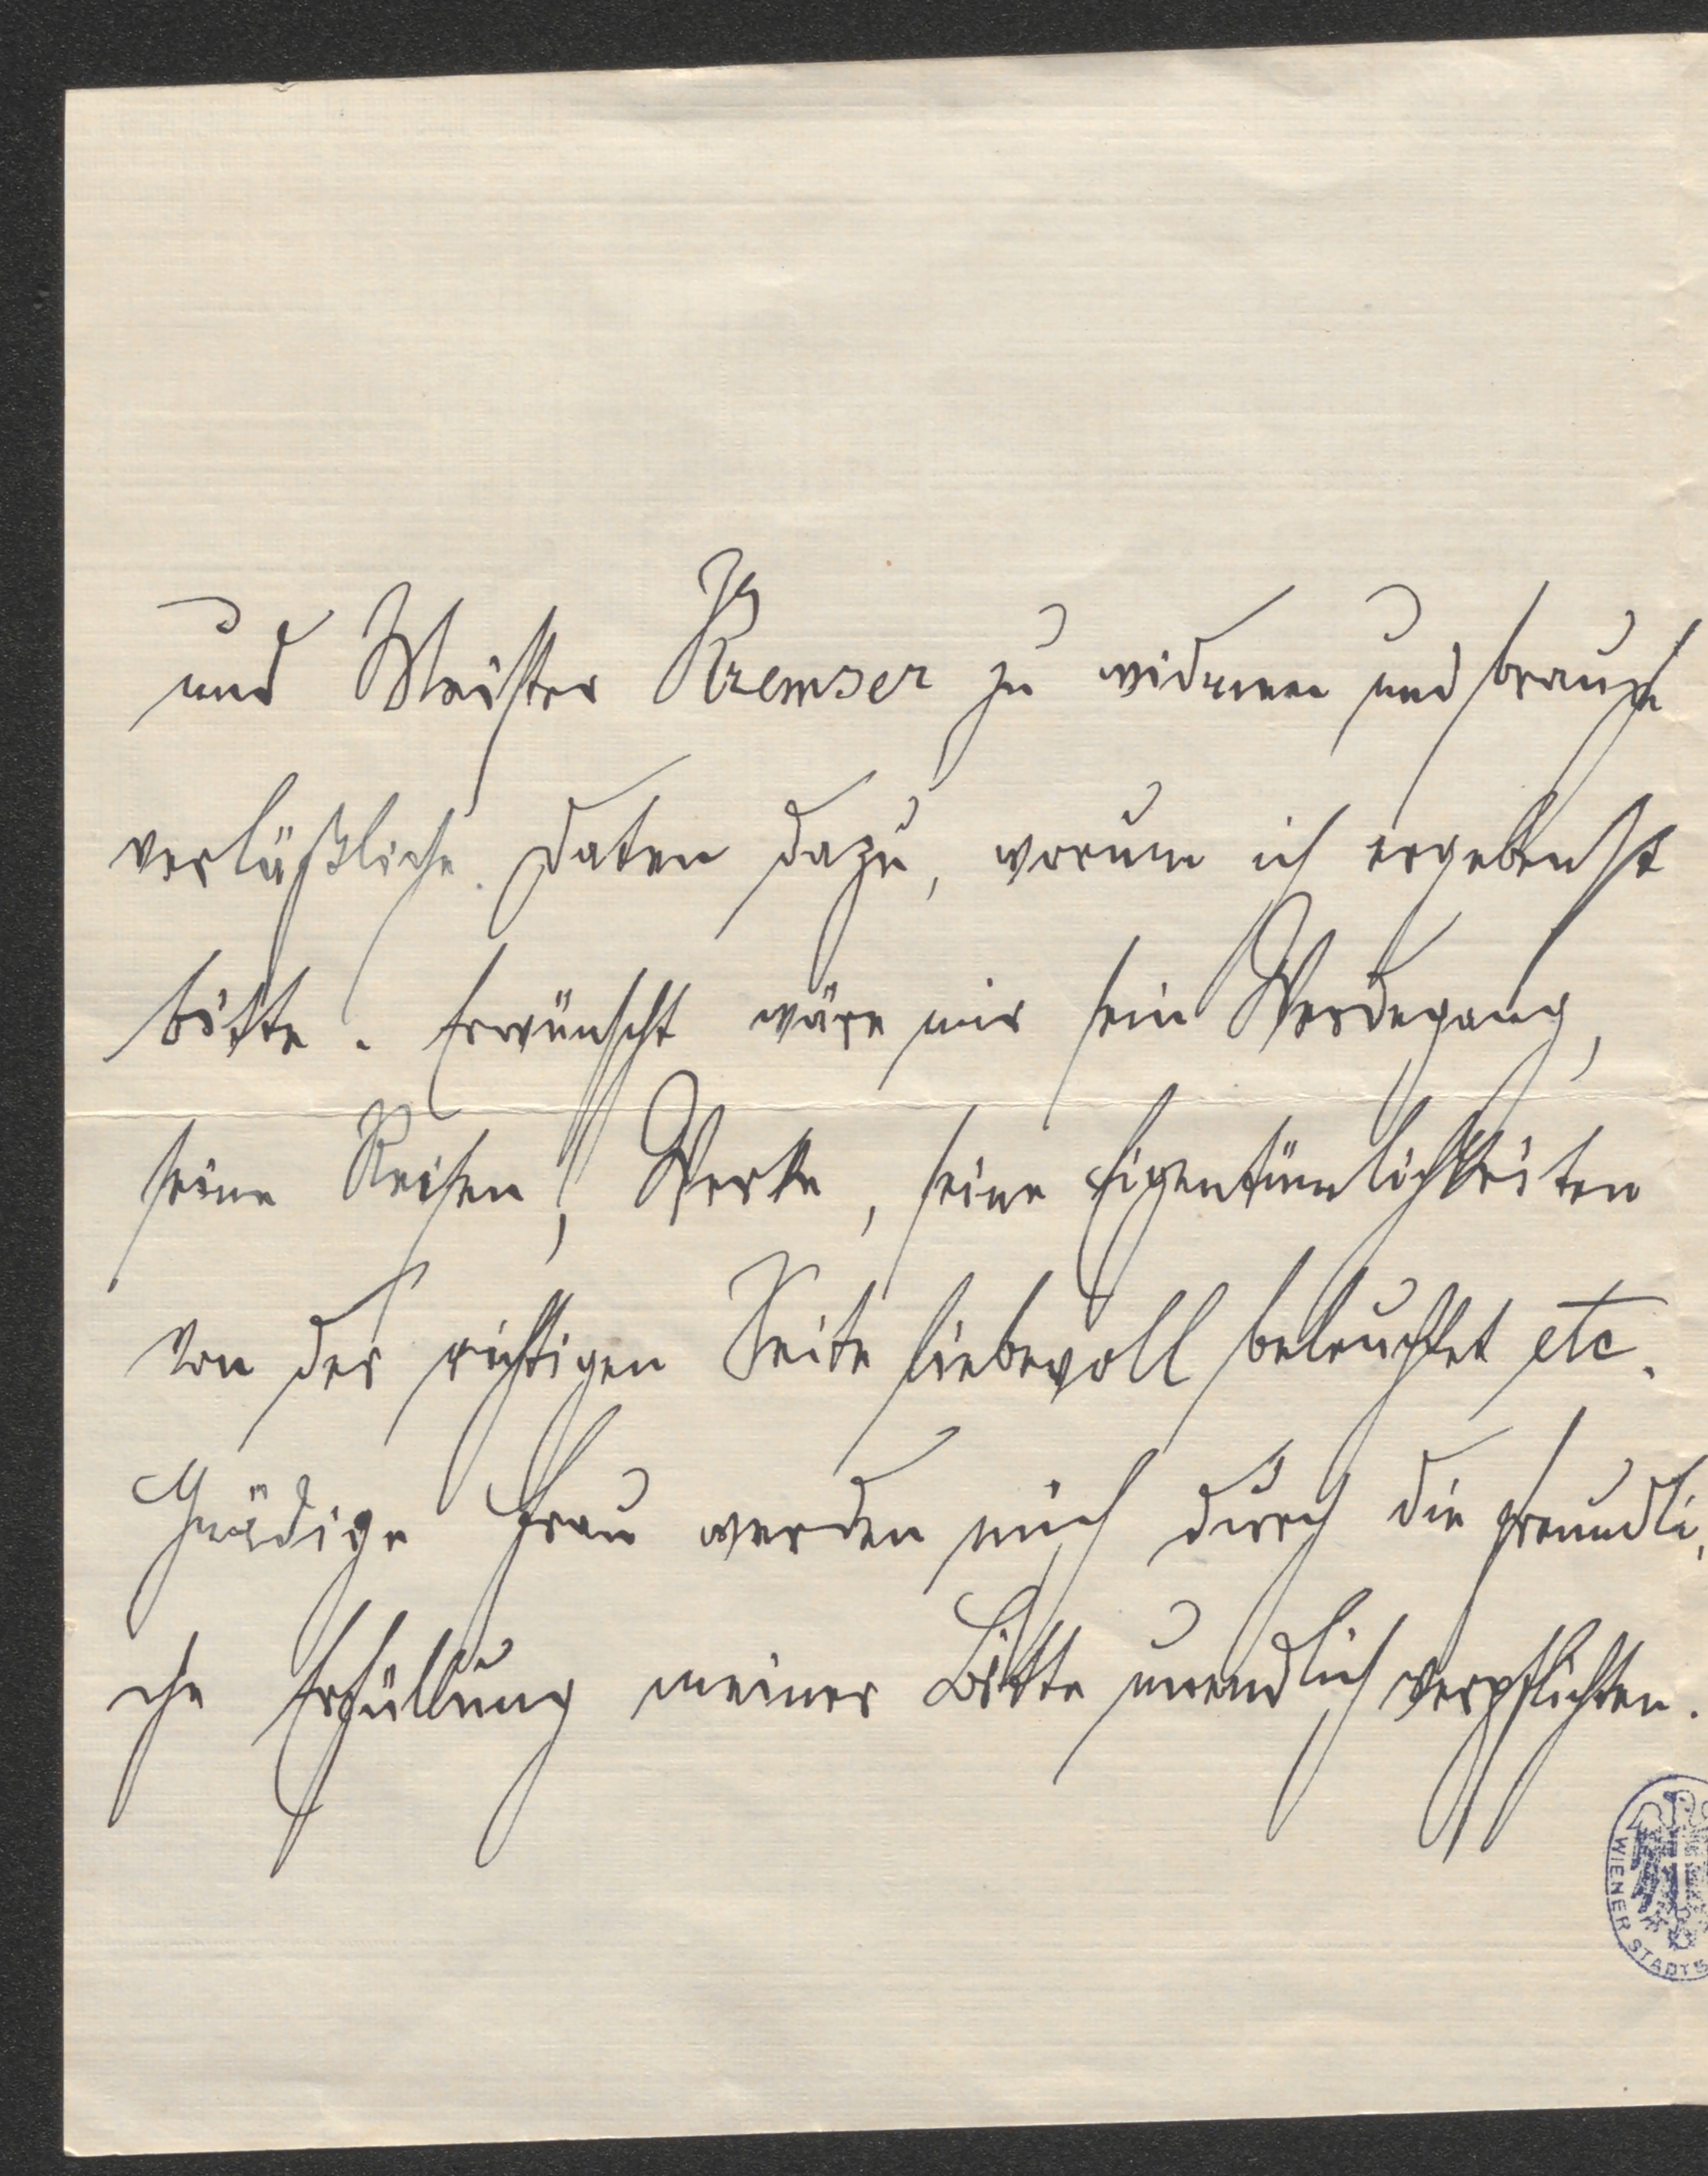 und Meister Kremser zu widmen und brauche
verläßliche Daten dazu, worum ich ergebenst
bitte. Erwünscht wäre mir sein Werdegang,
seine Reisen, Werke, seine Eigentümlichkeiten
von der richtigen Seite liebevoll beleuchtet etc.
Gnädige Frau werden mich durch die freundli,
che Erfüllung meiner Bitte unendlich verpflichten.
WIENER STADT